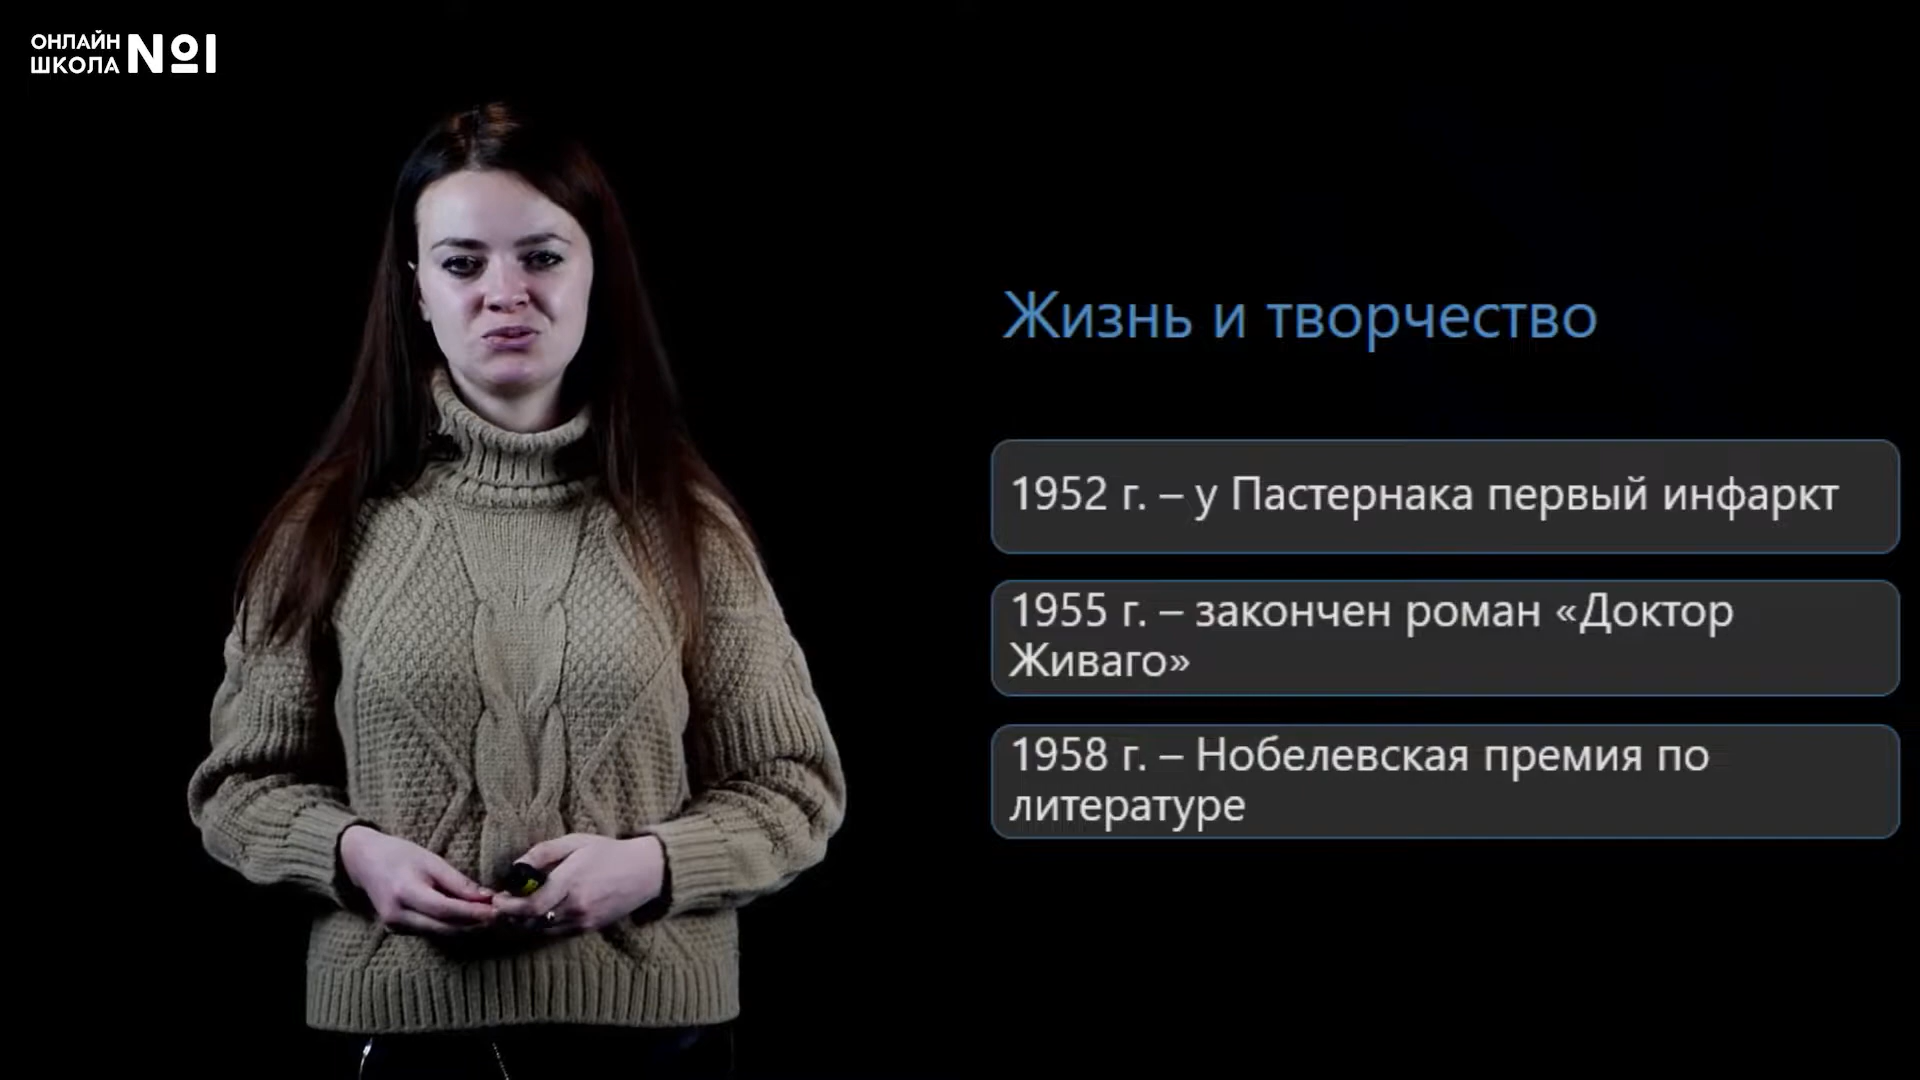 ОНЛАЙН
ШКОЛА №1
Жизнь и творчество
1952 г. – у Пастернака первый инфаркт
1955 г. – закончен роман «Доктор
Живаго»
1958 г. – Нобелевская премия по
литературе